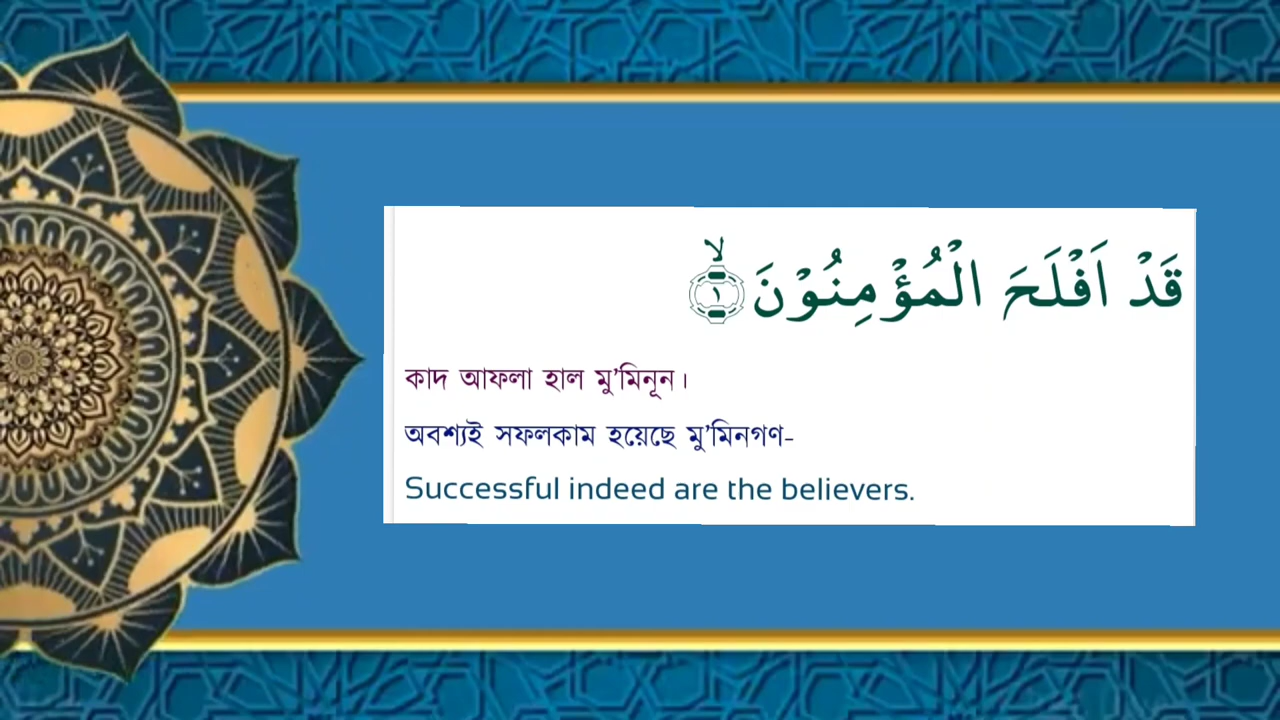 قَدْ اَفْلَحَ الْمُؤْمِنُوْنَ ۙ﴿۱﴾
কাদ আফলা হাল মু’মিনূন।
অবশ্যই সফলকাম হয়েছে মু’মিনগণ-
Successful indeed are the believers.